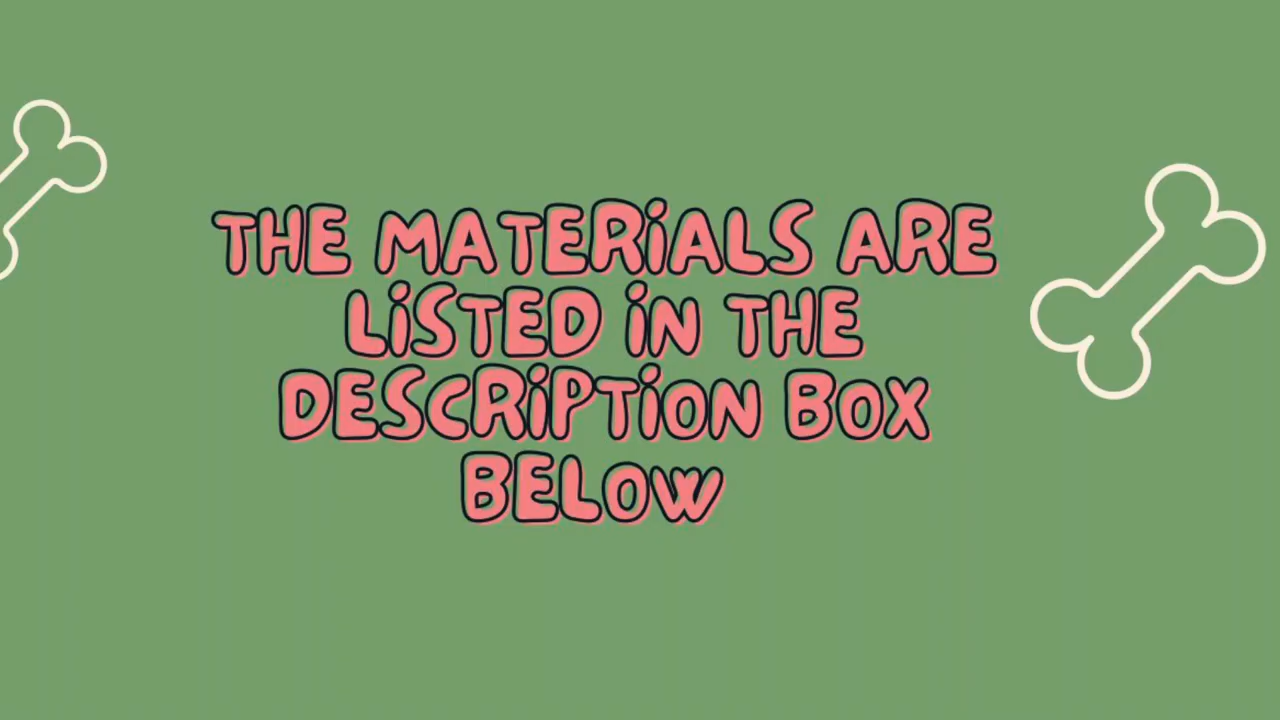 THE MATERIALS ARE
LISTED IN THE
DESCRIPTION BOX
BELOW